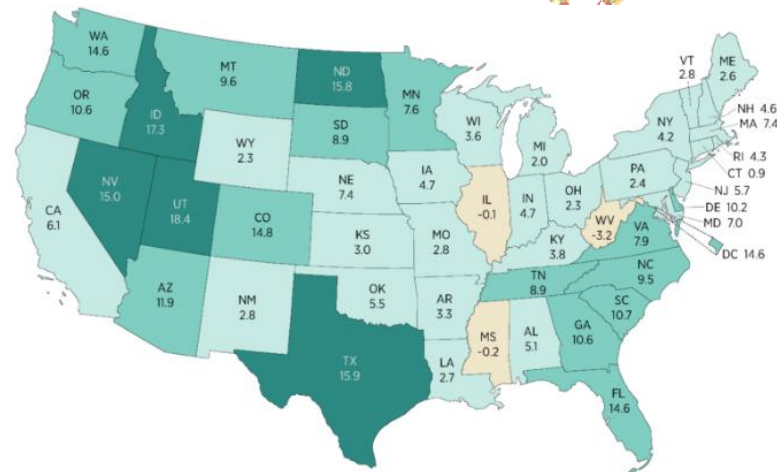 WA
14.6
OR
10.6
CA
6.1
ID
17.3
NV
15.0
UT
18.4
AZ
11.9
MT
9.6
WY
2.3
CO
14.8
NM
2.8
ND
15.8
SD
8.9
NE
7.4
KS
3.0
OK
5.5
TX
15.9
MN
7.6
IA
4.7
MO
2.8
AR
3.3
LA
2.7
WI
3.6
IL
-0.1
MS
-0.2
MI
2.0
IN
4.7
OH
2.3
KY
3.8
TN
8.9
AL
5.1
GA
10.6
FL
14.6
SC
10.7
NC
9.5
VA
7.9
WV
-3.2
PA
2.4
NY
4.2
VT
2.8
ME
2.6
NH 4.6
MA 7.4
RI 4.3
CT 0.9
NJ 5.7
DE 10.2
MD 7.0
DC 14.6